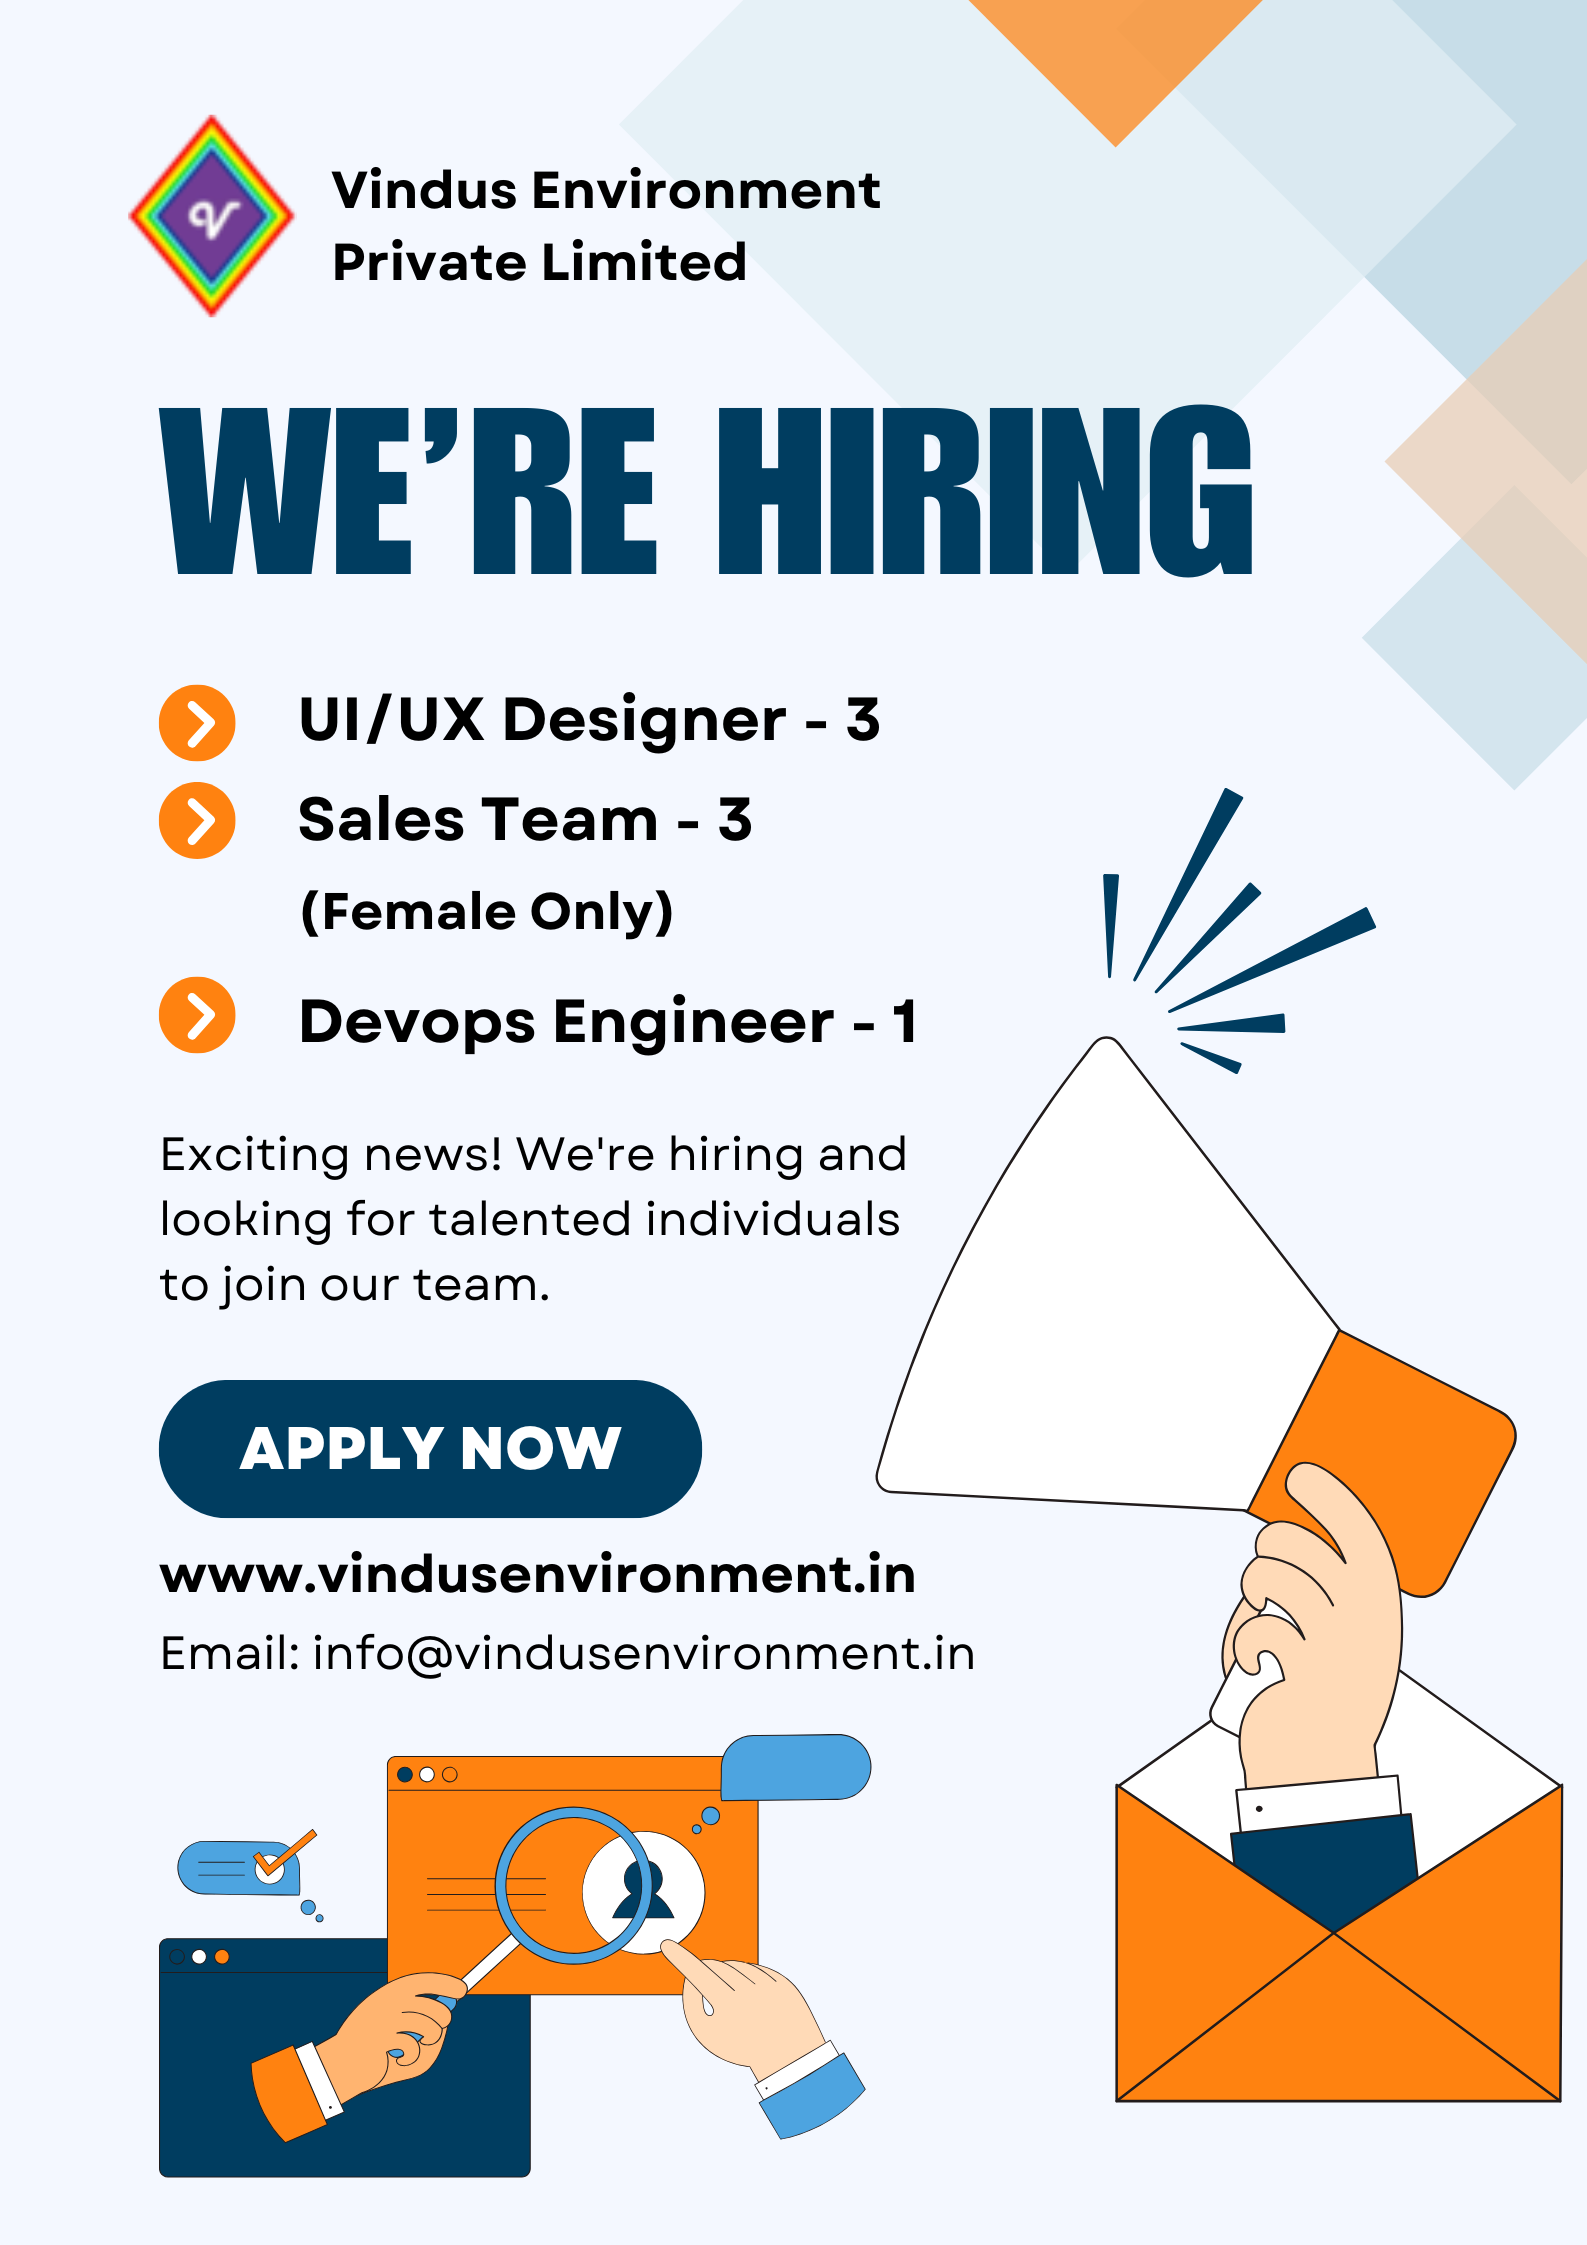 V
Vindus Environment
Private Limited
WE’RE HIRING
UI/UX Designer - 3
Sales Team - 3
(Female Only)
Devops Engineer - 1
Exciting news! We're hiring and
looking for talented individuals
to join our team.
APPLY NOW
www.vindusenvironment.in
Email: info@vindusenvironment.in